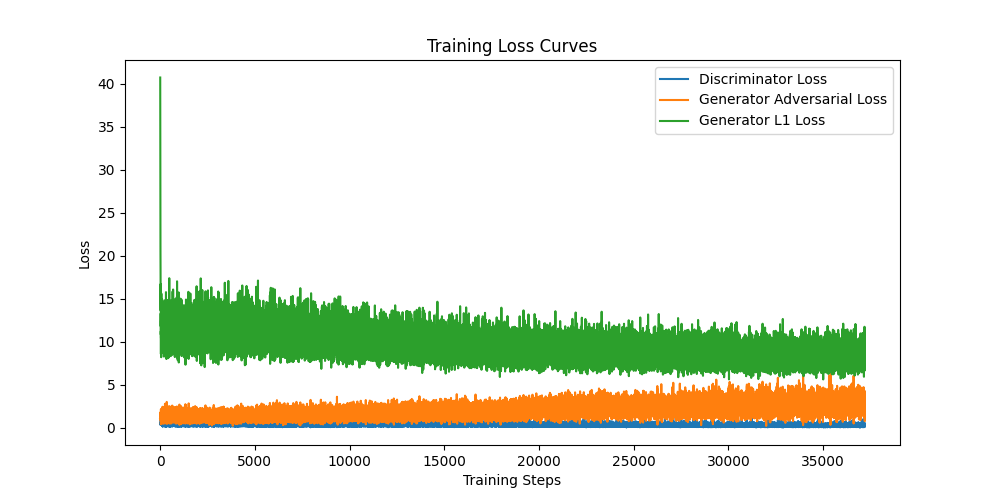 Training Loss Curves
Discriminator Loss
Generator Adversarial Loss
Generator L1 Loss
Loss
40
35
30
25
20
15
10
5
0
0 5000 10000 15000 20000 25000 30000 35000
Training Steps